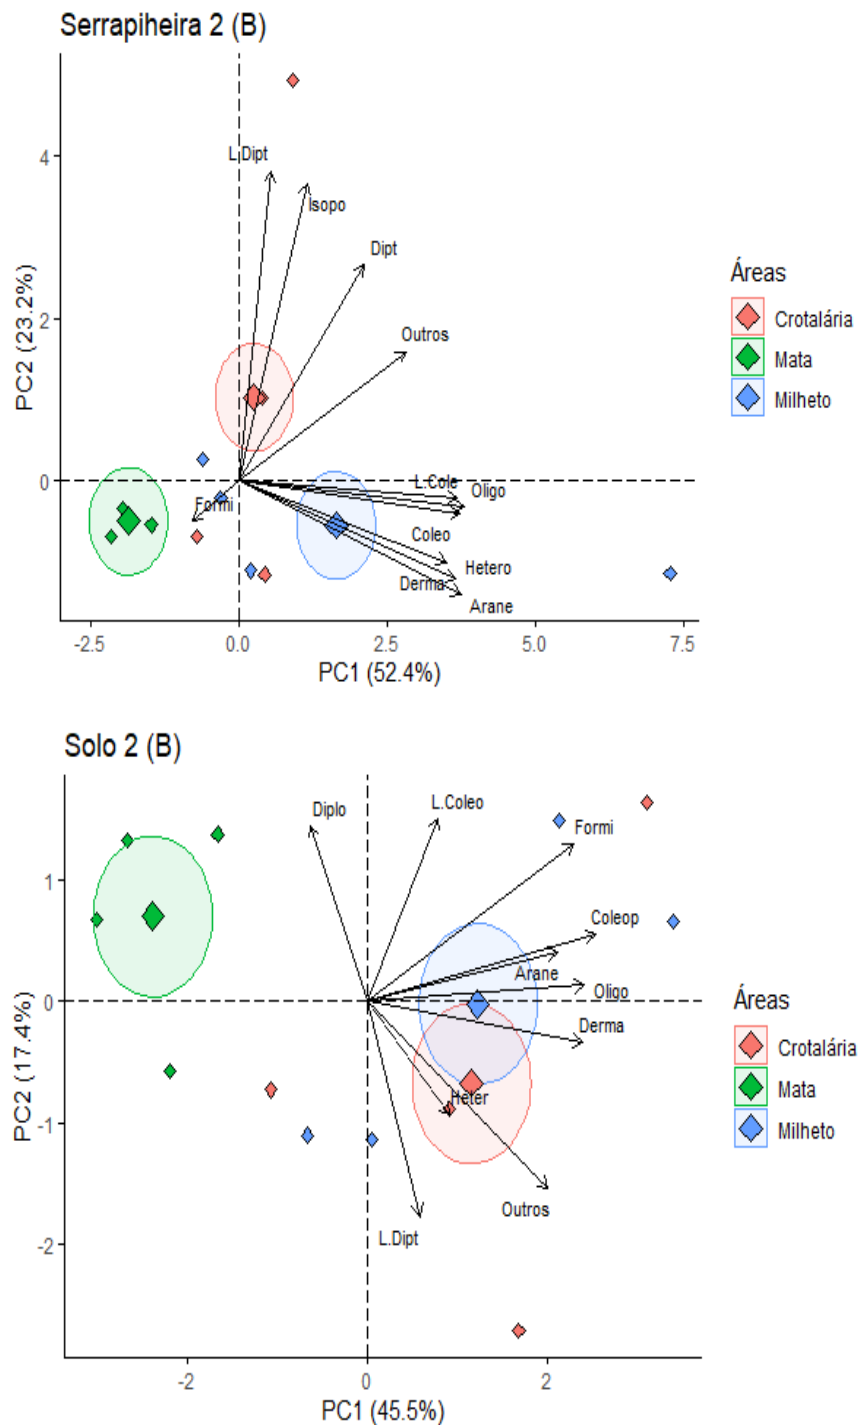 Serrapiheira 2 (B)
4
2
0
PC2 (23.2%)
L.Dipt
Isopo
Dipt
Outros
L.Cole
Oligo
Formi
Coleo
Hetero
Derma
Arane
-2.5
0.0
2.5
5.0
7.5
PC1 (52.4%)
Áreas
Crotalária
Mata
Milheto
Solo 2 (B)
1
0
-1
-2
PC2 (17.4%)
Diplo
L.Coleo
Formi
Coleop
Arane
Oligo
Derma
Heter
Outros
L.Dipt
-2
0
2
PC1 (45.5%)
Áreas
Crotalária
Mata
Milheto